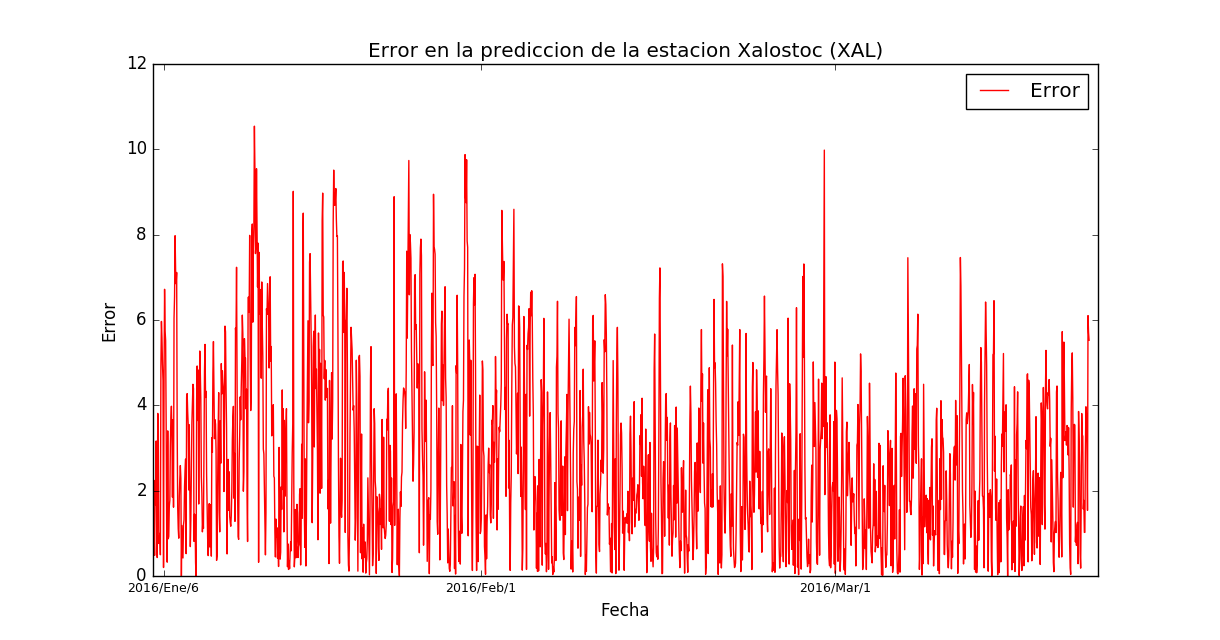 Error en la prediccion de la estacion Xalostoc (XAL)
12
Error
10
8
6
Error
4
2
0
2016/Ene/6
2016/Feb/1
2016/Mar/1
Fecha